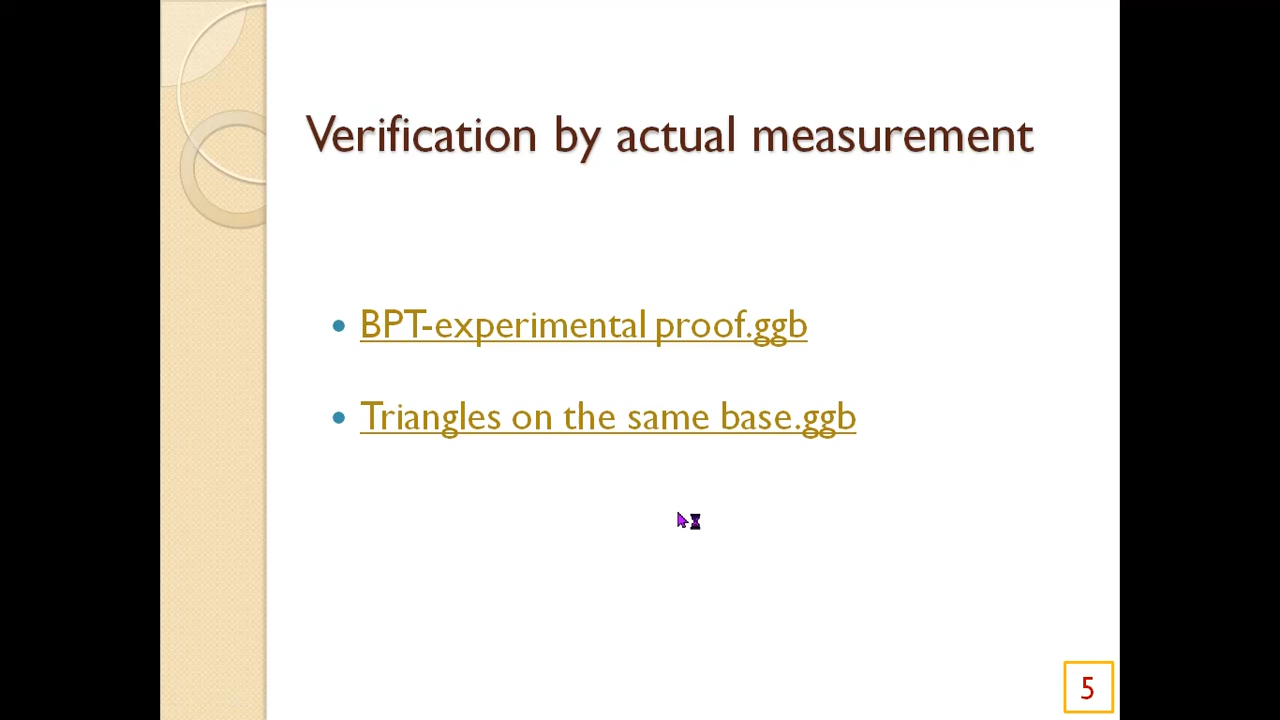 Verification by actual measurement
• BPT-experimental proof.ggb
• Triangles on the same base.ggb
5